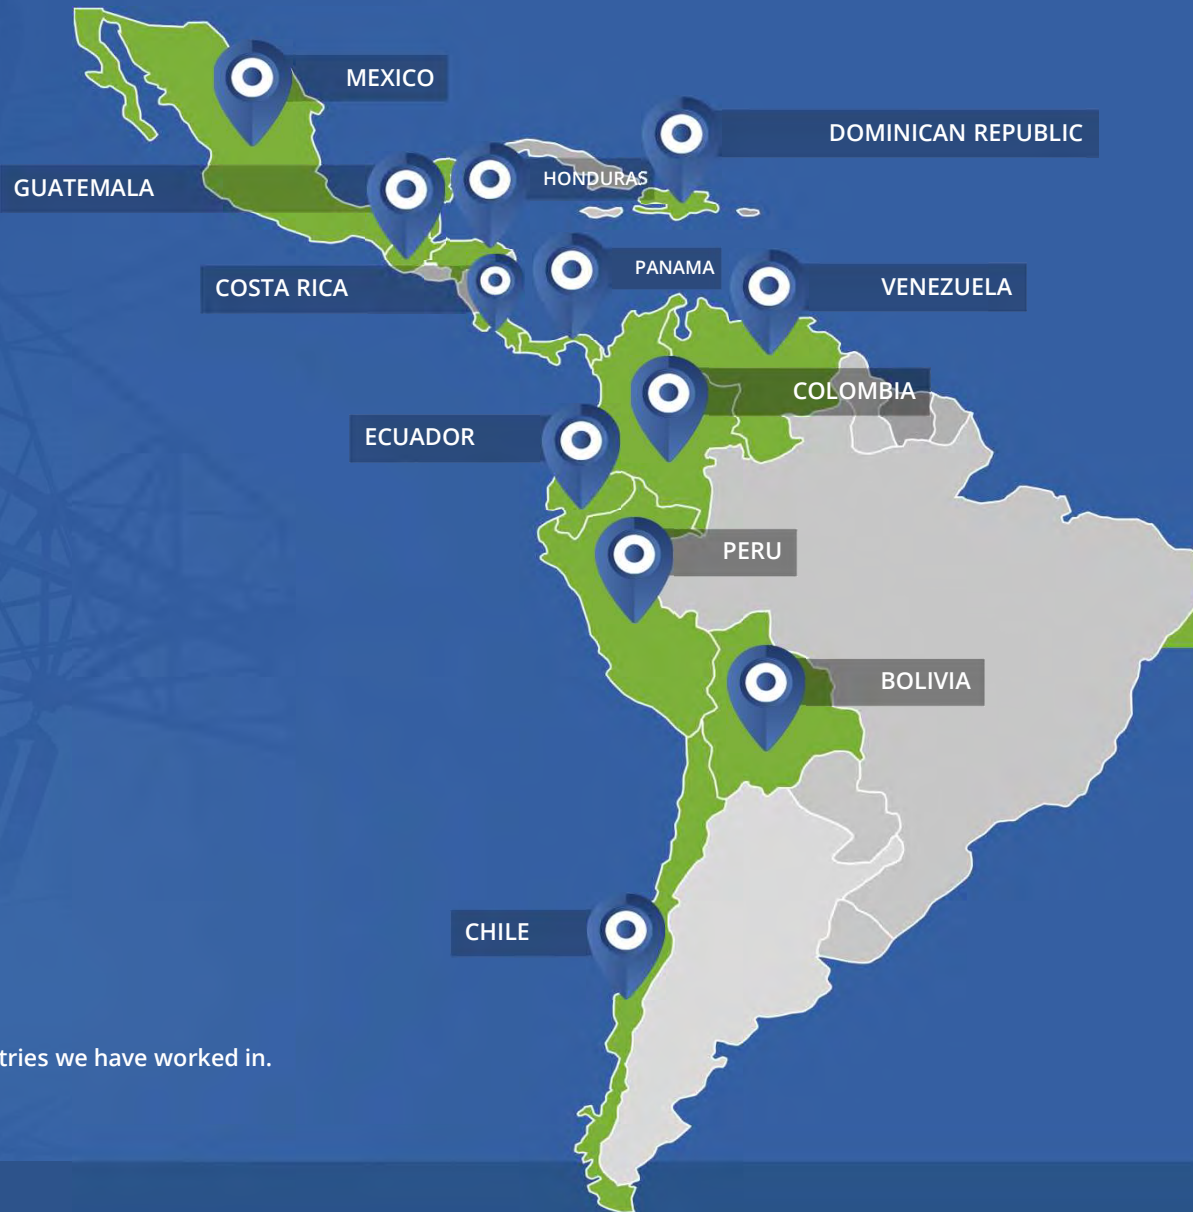 MEXICO
DOMINICAN REPUBLIC
GUATEMALA
HONDURAS
COSTA RICA
PANAMA
VENEZUELA
COLOMBIA
ECUADOR
PERU
BOLIVIA
CHILE
tries we have worked in.